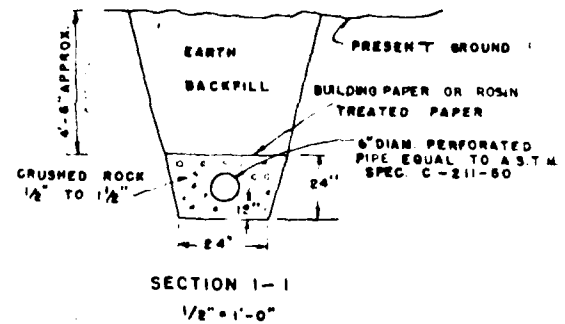 EARTH
BACKFILL
4'-6" APPROX.
PRESENT GROUND
BUILDING PAPER OR ROSIN
TREATED PAPER
6" DIAM. PERFORATED
PIPE EQUAL TO A.S.T.M.
SPEC. C-211-60
CRUSHED ROCK
1/2" TO 1 1/2"
24"
12"
24"
SECTION 1-1
1/2" = 1'-0"